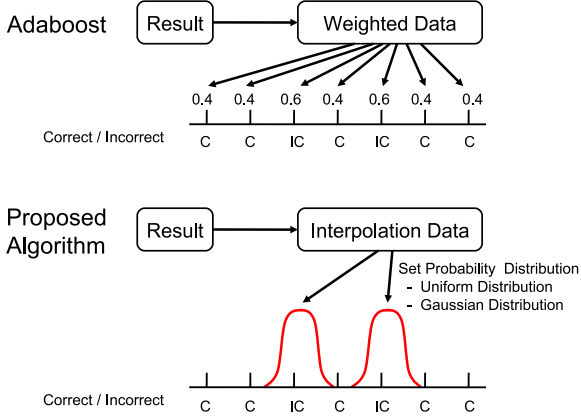 Adaboost
Result
Weighted Data
0.4 0.4 0.6 0.4 0.6 0.4 0.4
Correct / Incorrect
C C IC C IC C C
Proposed
Algorithm
Result
Interpolation Data
Set Probability Distribution
- Uniform Distribution
- Gaussian Distribution
Correct / Incorrect
C C IC C IC C C